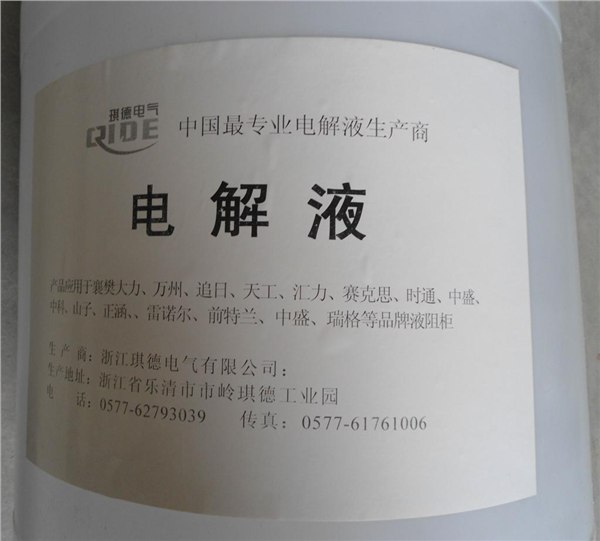 琪德电气
QIDE
中国最专业电解液生产商
电解液
产品应用于襄樊大力、万州、追日、天工、汇力、赛克思、时通、中盛、
中科、山子、正涵、、雷诺尔、前特兰、中盛、瑞格等品牌液阻柜
生产商:浙江琪德电气有限公司:
生产地址:浙江省乐清市市岭琪德工业园
电话:0577-62793039 传真:0577-61761006